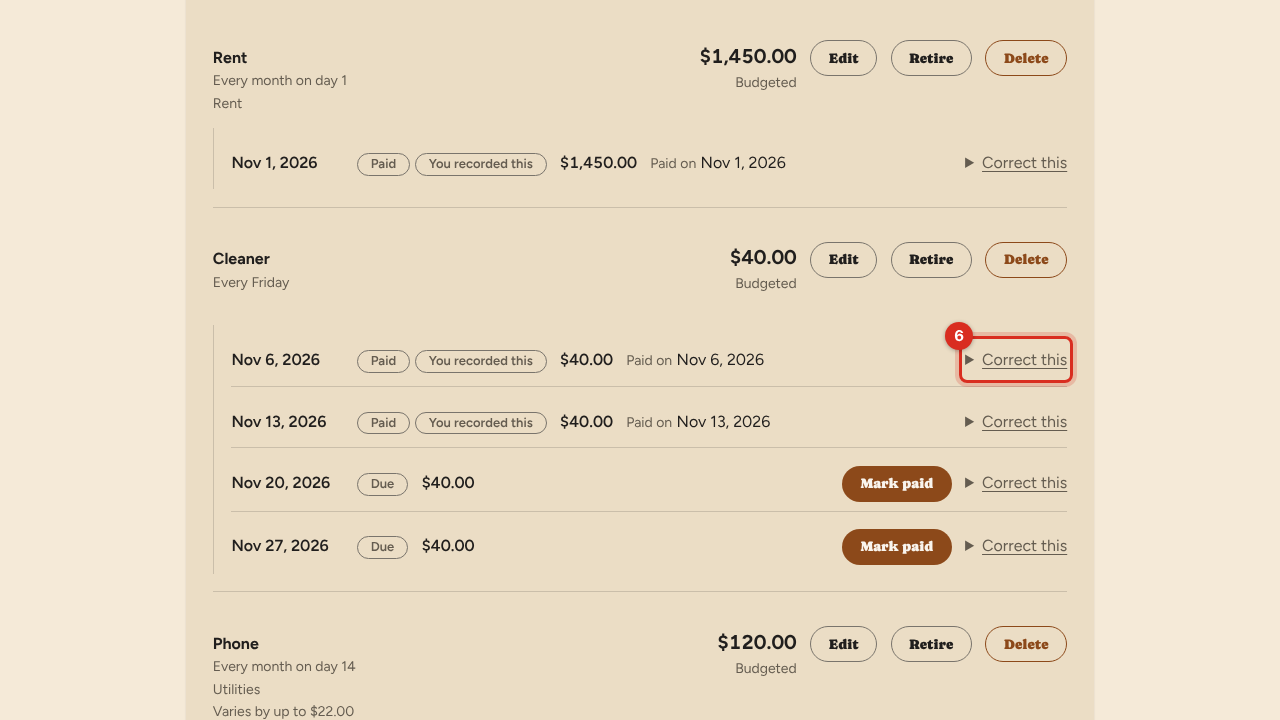 Rent $1,450.00 Edit Retire Delete
Every month on day 1 Budgeted
Rent
Nov 1, 2026 Paid You recorded this $1,450.00 Paid on Nov 1, 2026 Correct this
Cleaner $40.00 Edit Retire Delete
Every Friday Budgeted
6
Nov 6, 2026 Paid You recorded this $40.00 Paid on Nov 6, 2026 Correct this
Nov 13, 2026 Paid You recorded this $40.00 Paid on Nov 13, 2026 Correct this
Nov 20, 2026 Due $40.00 Mark paid Correct this
Nov 27, 2026 Due $40.00 Mark paid Correct this
Phone $120.00 Edit Retire Delete
Every month on day 14 Budgeted
Utilities
Varies by up to $22.00